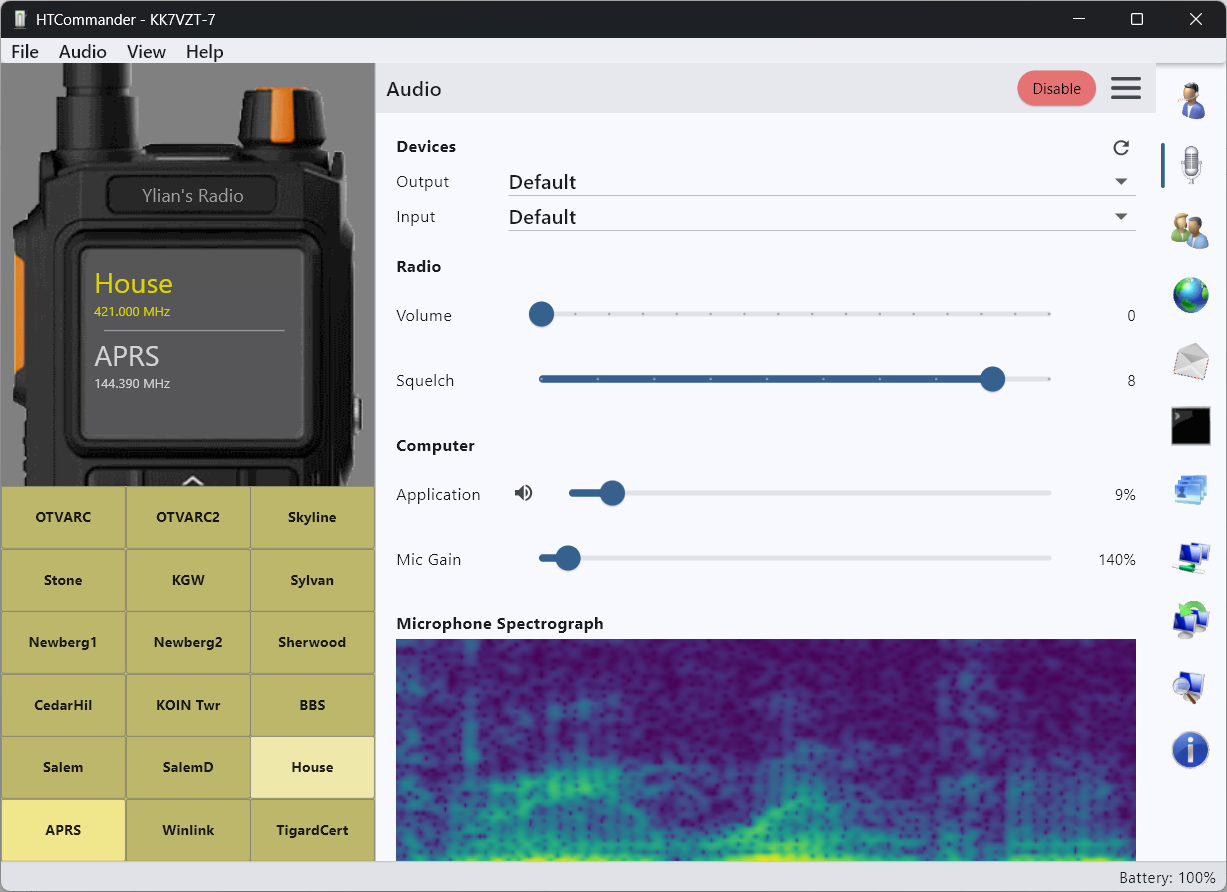 HTCommander - KK7VZT-7
File Audio View Help
Ylian's Radio
House
421.000 MHz
APRS
144.390 MHz
OTVARC OTVARC2 Skyline
Stone KGW Sylvan
Newberg1 Newberg2 Sherwood
CedarHil KOIN Twr BBS
Salem SalemD House
APRS Winlink TigardCert
Audio Disable
Devices
Output Default
Input Default
Radio
Volume 0
Squelch 8
Computer
Application 9%
Mic Gain 140%
Microphone Spectrograph
Battery: 100%